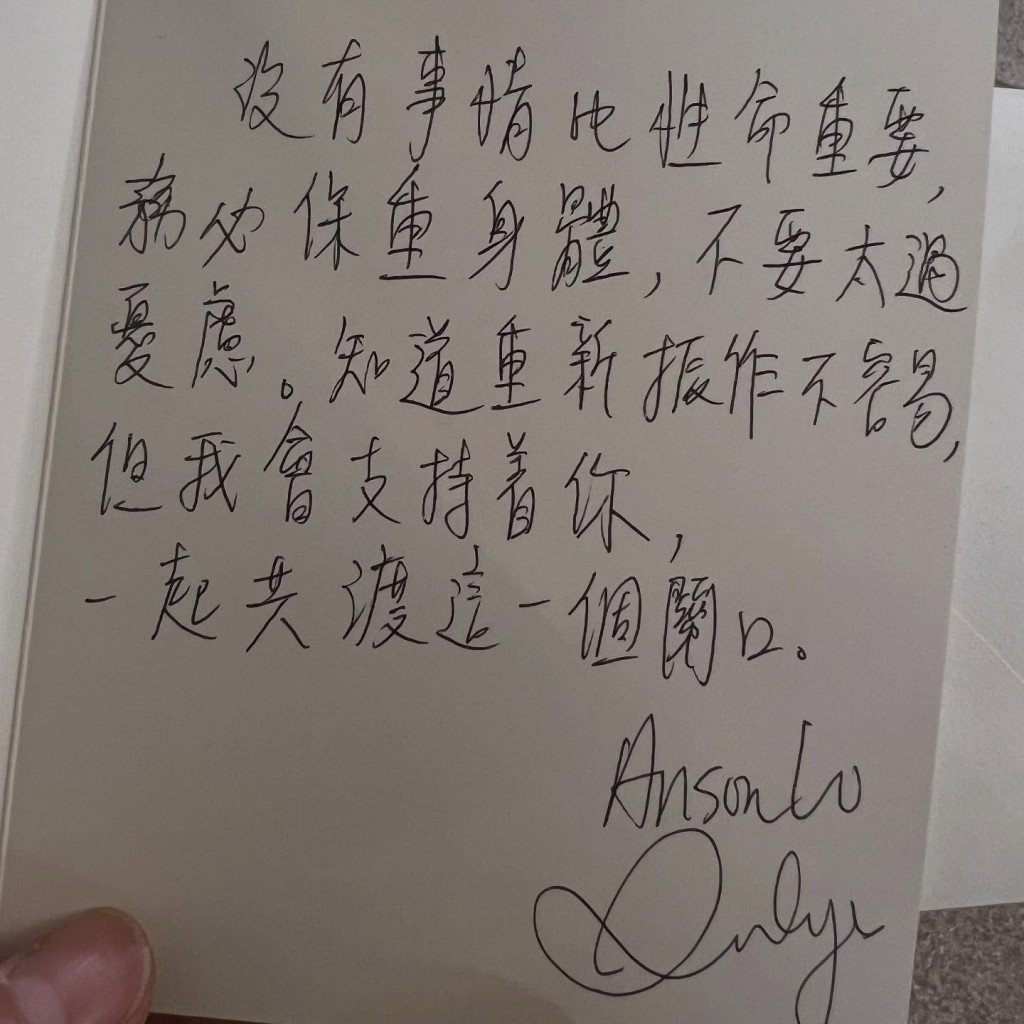 沒有事情比性命重要,
務必保重身體,不要太過
憂慮。知道重新振作不容易,
但我會支持着你,
一起共渡這一個關口。
Anson Lo